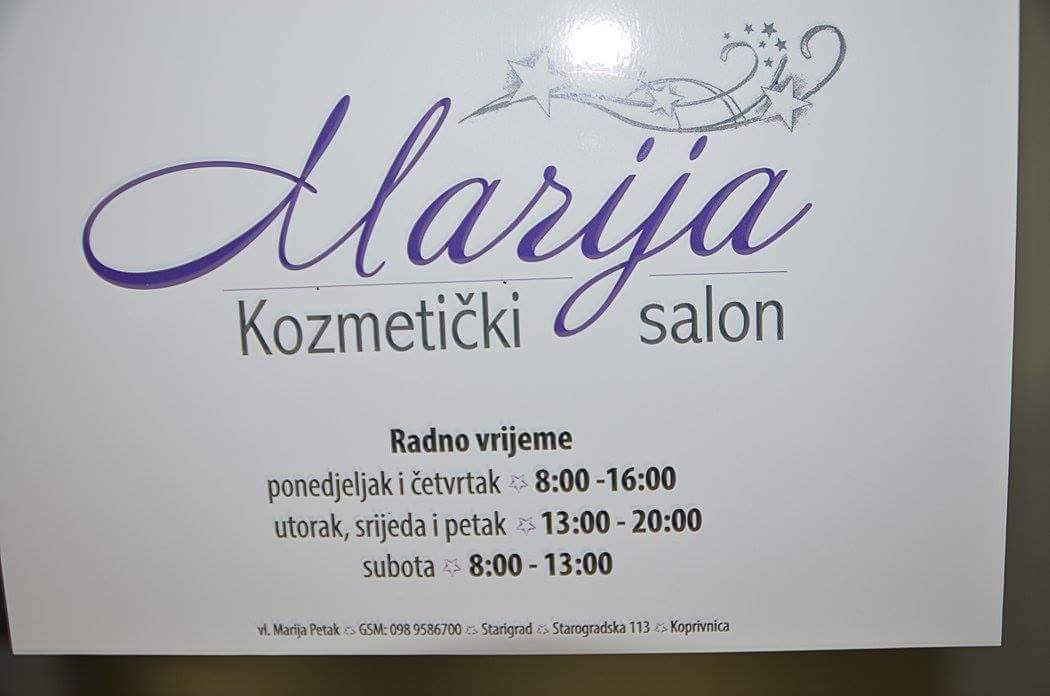 Marija
Kozmetički salon
Radno vrijeme
ponedjeljak i četvrtak 8:00 -16:00
utorak, srijeda i petak 13:00 - 20:00
subota 8:00 - 13:00
vl. Marija Petak GSM: 098 9586700 Starigrad Starogradska 113 Koprivnica